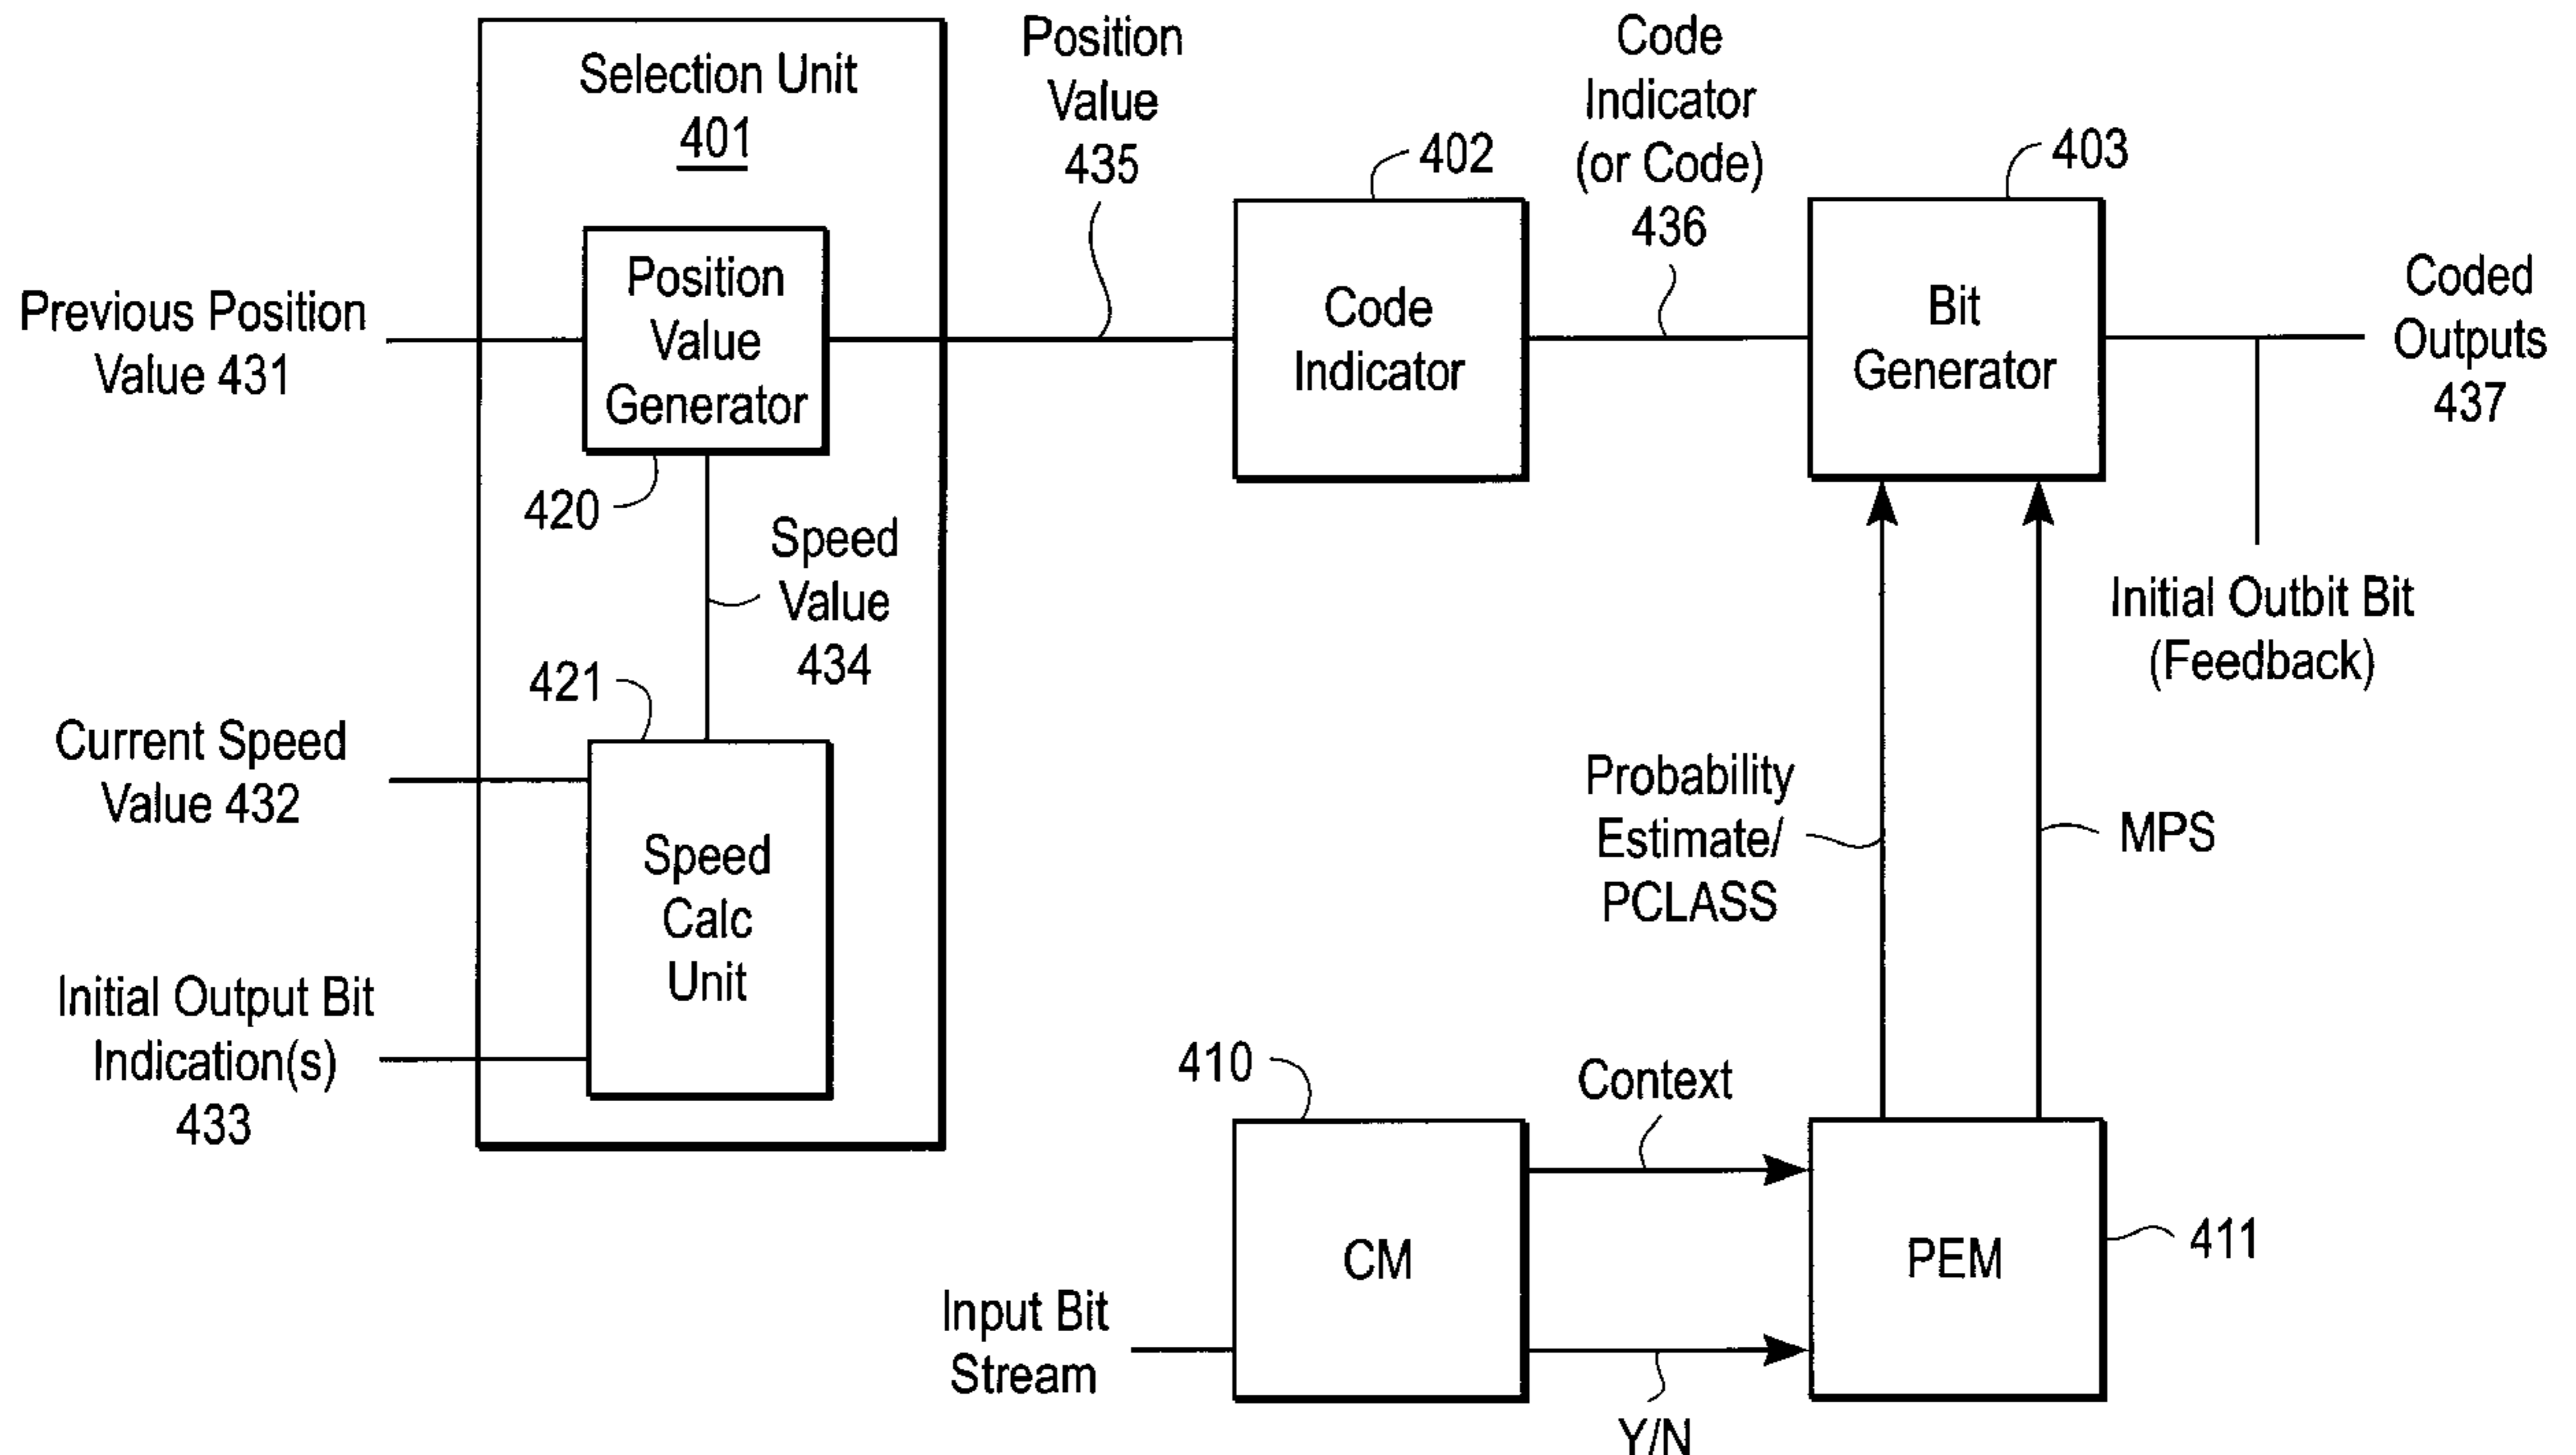 Selection Unit
401
Position
Value
435
Code
Indicator
(or Code)
436
402
403
Previous Position
Value 431
Position
Value
Generator
420
Code
Indicator
Bit
Generator
Coded
Outputs
437
Speed
Value
434
421
Initial Outbit Bit
(Feedback)
Current Speed
Value 432
Speed
Calc
Unit
Initial Output Bit
Indication(s)
433
Probability
Estimate/
PCLASS
MPS
410
Context
CM
PEM
411
Input Bit
Stream
Y/N